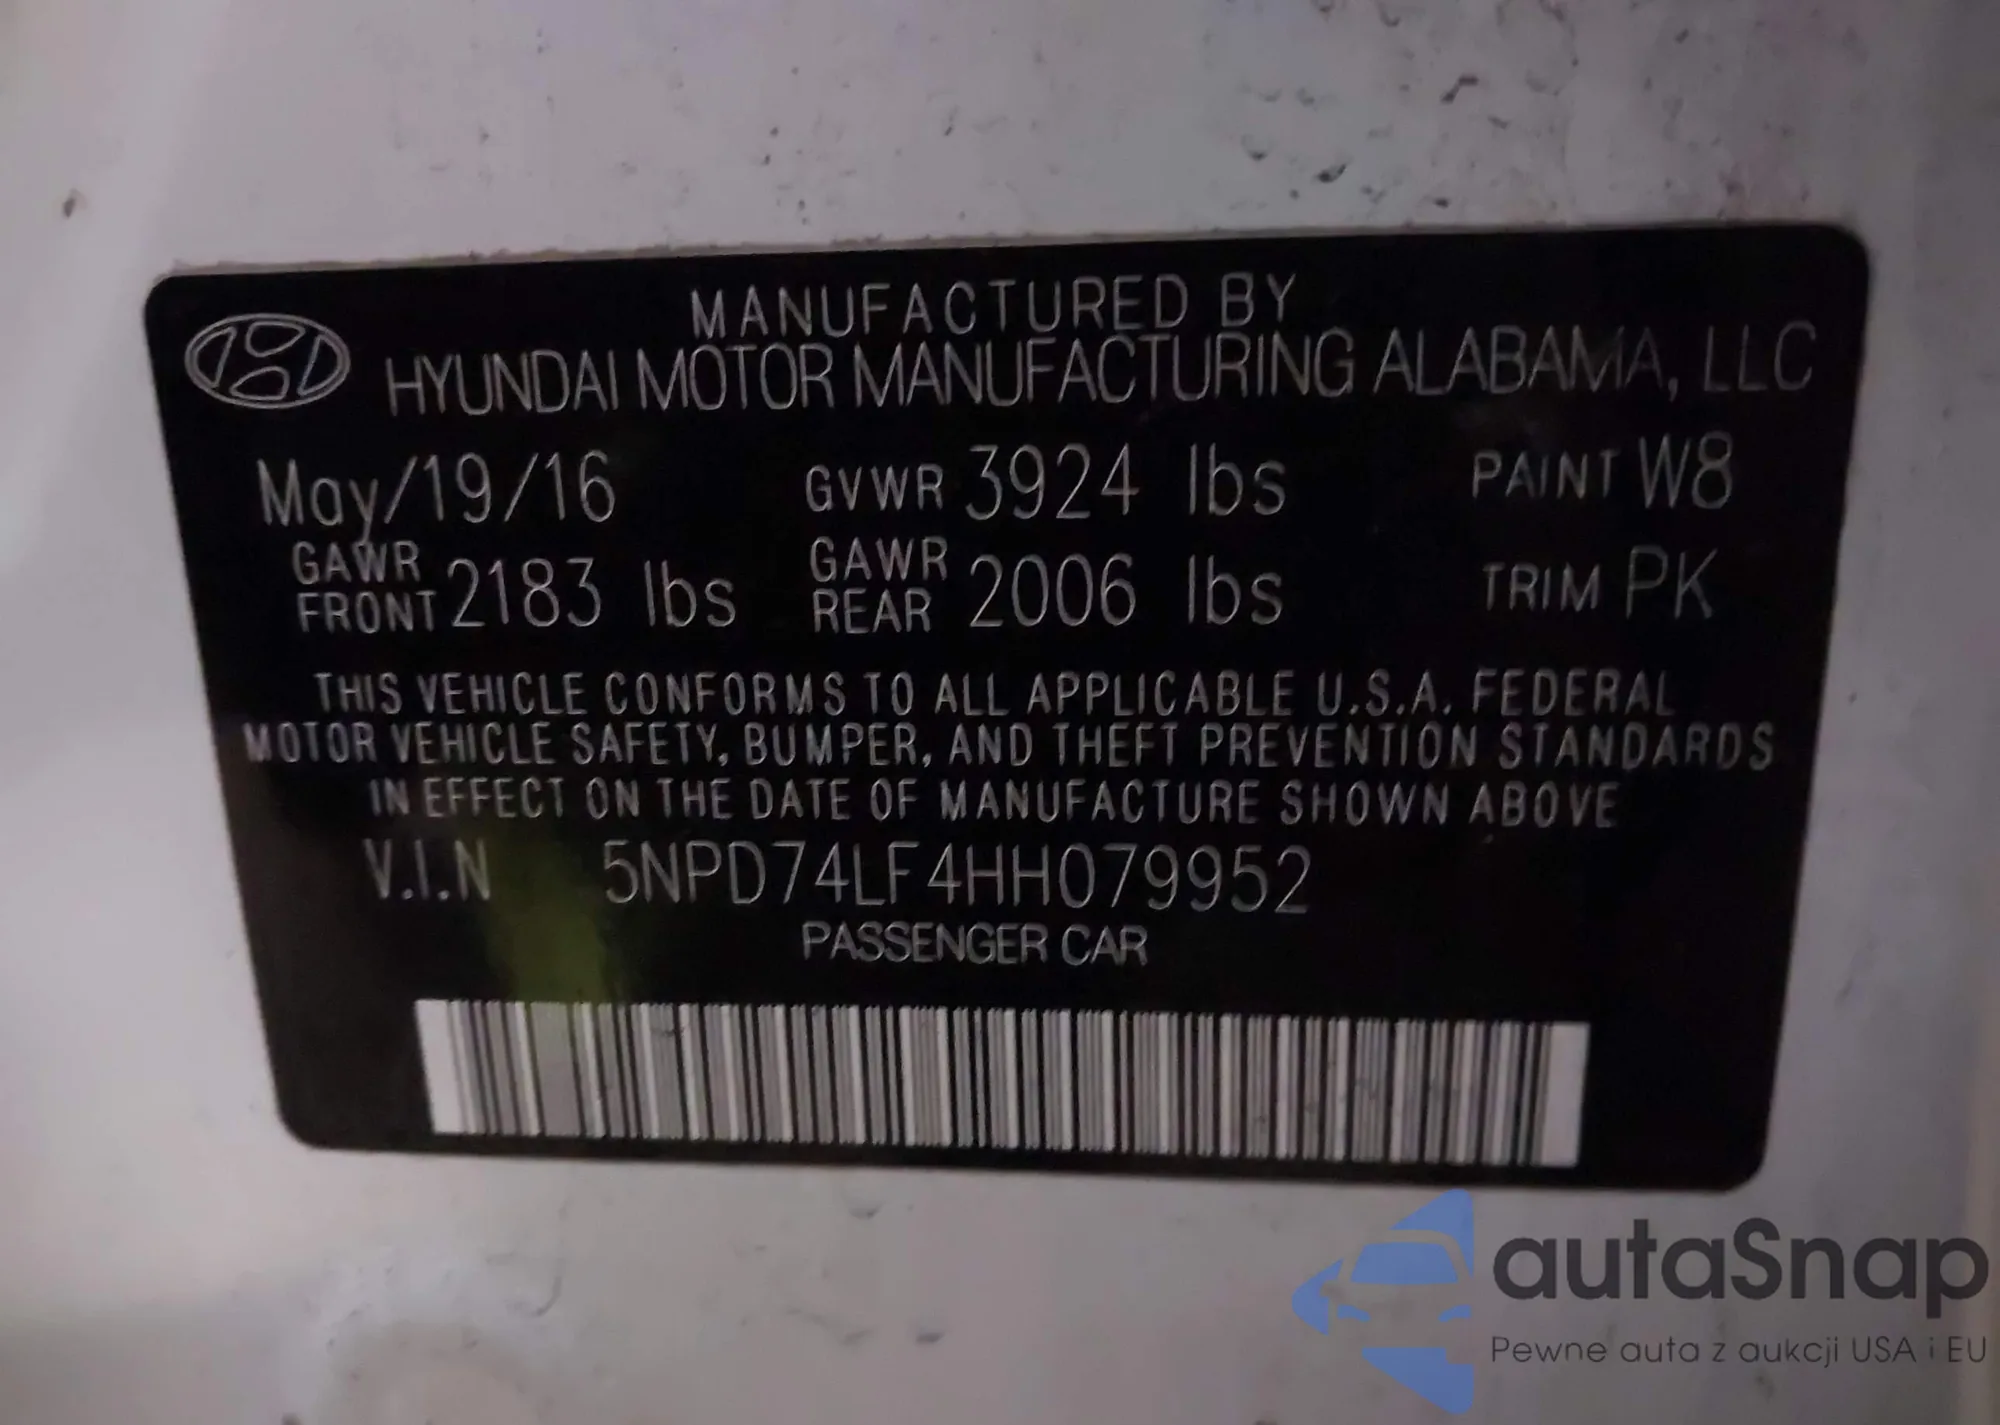 MANUFACTURED BY
HYUNDAI MOTOR MANUFACTURING ALABAMA, LLC
May/19/16 GVWR 3924 lbs PAINT W8
GAWR FRONT 2183 lbs GAWR REAR 2006 lbs TRIM PK
THIS VEHICLE CONFORMS TO ALL APPLICABLE U.S.A. FEDERAL
MOTOR VEHICLE SAFETY, BUMPER, AND THEFT PREVENTION STANDARDS
IN EFFECT ON THE DATE OF MANUFACTURE SHOWN ABOVE
V.I.N 5NPD74LF4HH079952
PASSENGER CAR
autaSnap
Pewne auta z aukcji USA i EU